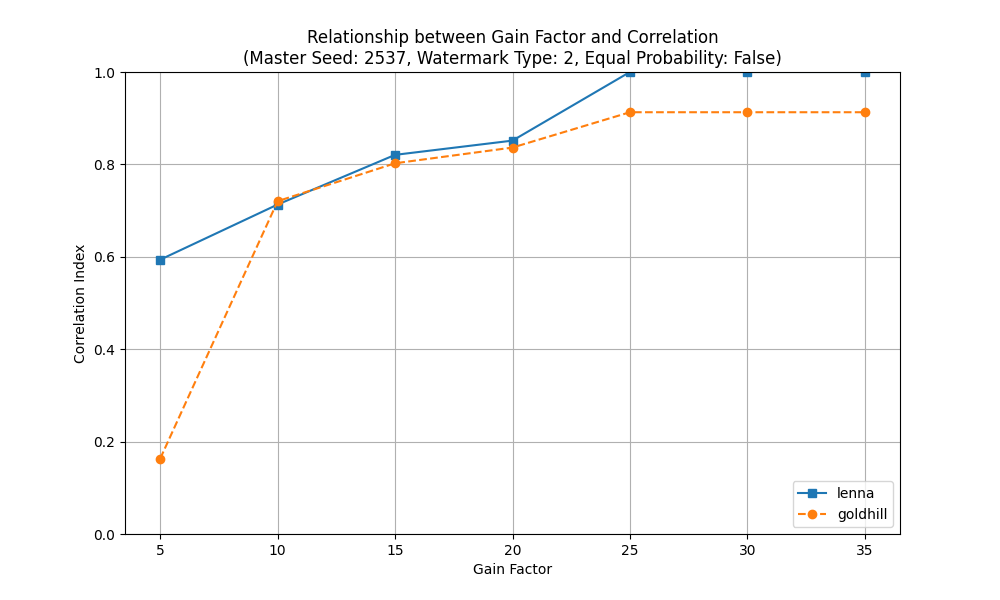 Relationship between Gain Factor and Correlation
(Master Seed: 2537, Watermark Type: 2, Equal Probability: False)
1.0
0.8
0.6
0.4
0.2
0.0
Correlation Index
5 10 15 20 25 30 35
Gain Factor
lenna
goldhill